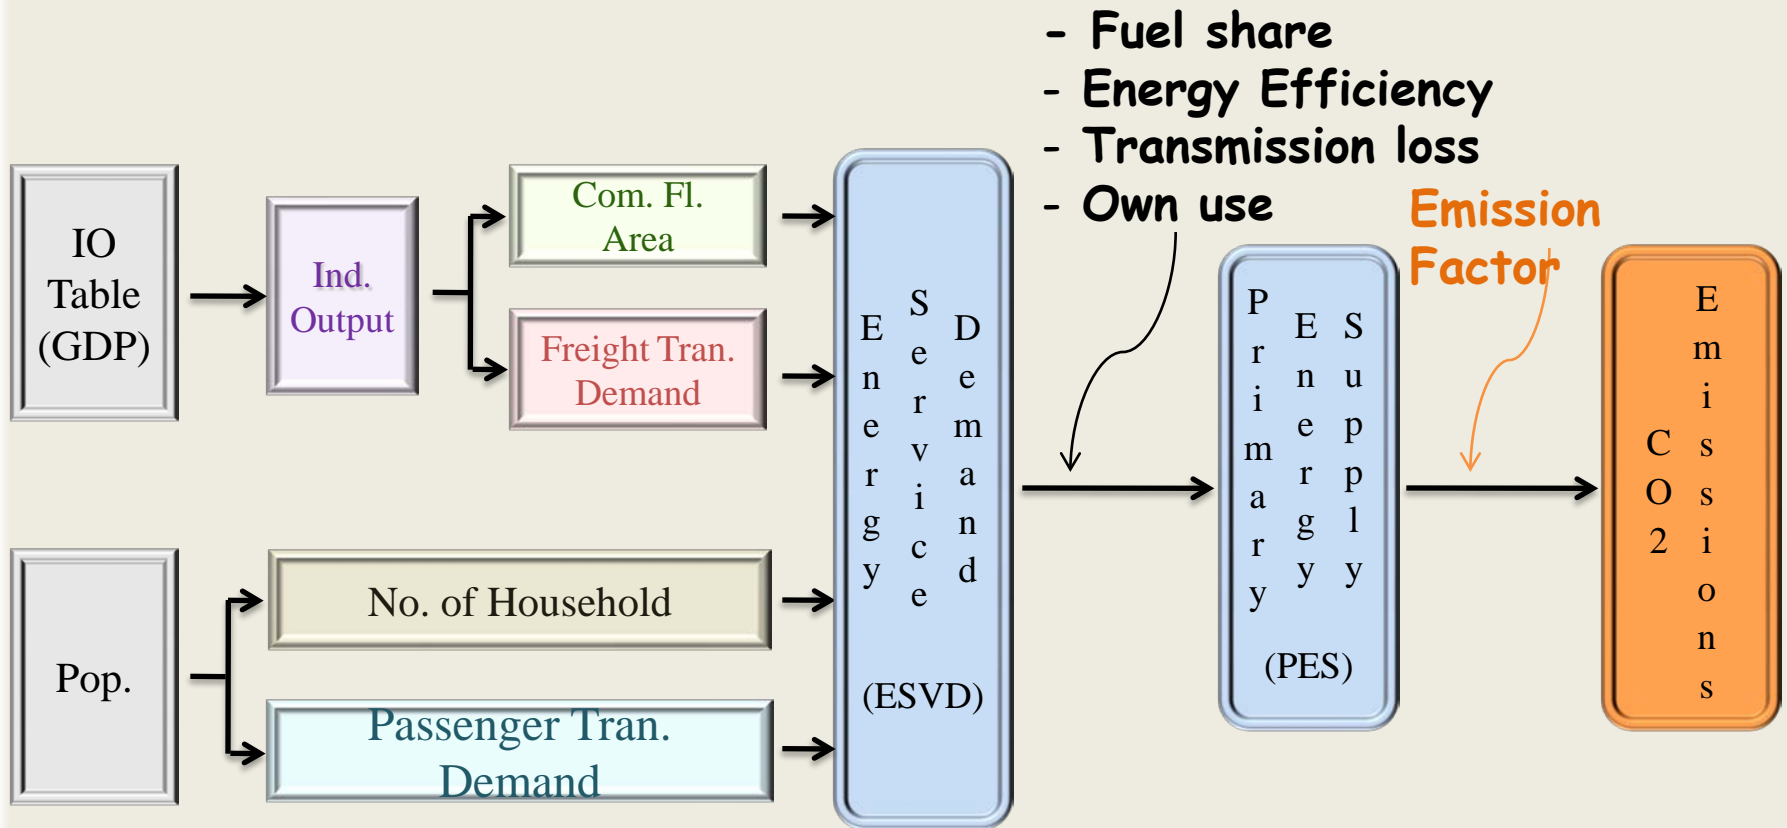 - Fuel share
- Energy Efficiency
- Transmission loss
- Own use
Emission
Factor
IO
Table
(GDP)
Ind.
Output
Com. Fl.
Area
Freight Tran.
Demand
Pop.
No. of Household
Passenger Tran.
Demand
Energy
Service
Demand
(ESVD)
Primary
Energy
Supply
(PES)
CO2
Emissions